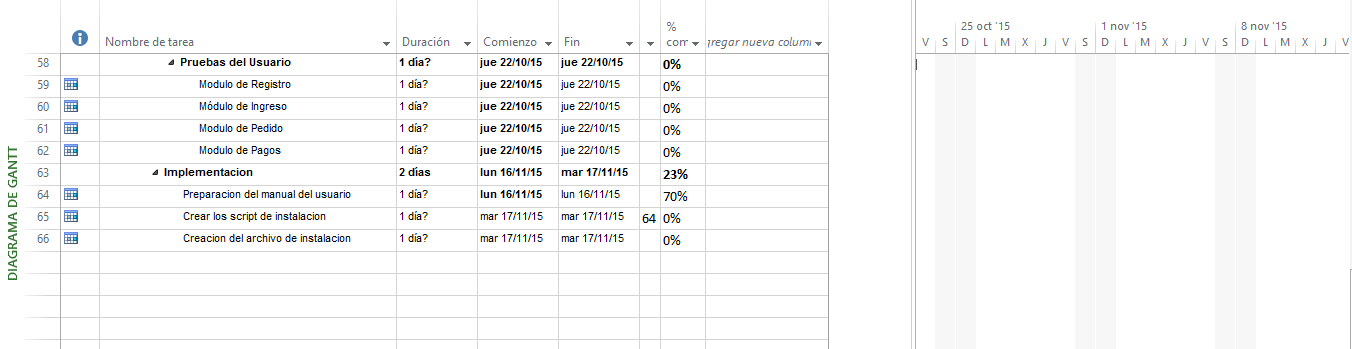 DIAGRAMA DE GANTT
Nombre de tarea Duración Comienzo Fin % com gregar nueva colum
58 Pruebas del Usuario 1 día? jue 22/10/15 jue 22/10/15 0%
59 Modulo de Registro 1 día? jue 22/10/15 jue 22/10/15 0%
60 Módulo de Ingreso 1 día? jue 22/10/15 jue 22/10/15 0%
61 Modulo de Pedido 1 día? jue 22/10/15 jue 22/10/15 0%
62 Modulo de Pagos 1 día? jue 22/10/15 jue 22/10/15 0%
63 Implementacion 2 días lun 16/11/15 mar 17/11/15 23%
64 Preparacion del manual del usuario 1 día? lun 16/11/15 lun 16/11/15 70%
65 Crear los script de instalacion 1 día? mar 17/11/15 mar 17/11/15 64 0%
66 Creacion del archivo de instalacion 1 día? mar 17/11/15 mar 17/11/15 0%
25 oct '15 1 nov '15 8 nov '15
V S D L M X J V S D L M X J V S D L M X J V